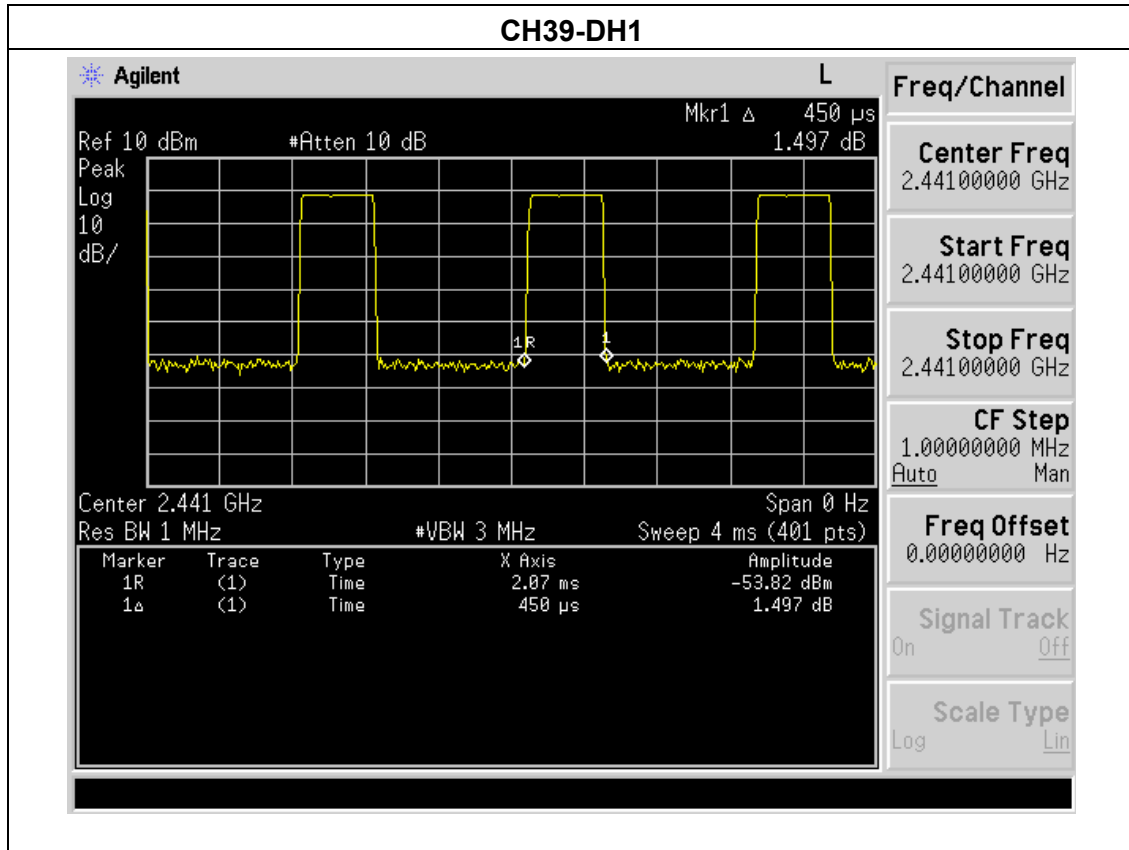 CH39-DH1
Agilent
L
Freq/Channel
Mkr1 Δ 450 µs
Ref 10 dBm #Atten 10 dB 1.497 dB
Peak
Log
10
dB/
1R
1
Center 2.441 GHz Span 0 Hz
Res BW 1 MHz #VBW 3 MHz Sweep 4 ms (401 pts)
Marker Trace Type X Axis Amplitude
1R (1) Time 2.07 ms -53.82 dBm
1Δ (1) Time 450 µs 1.497 dB
Center Freq
2.44100000 GHz
Start Freq
2.44100000 GHz
Stop Freq
2.44100000 GHz
CF Step
1.00000000 MHz
Auto Man
Freq Offset
0.00000000 Hz
Signal Track
On Off
Scale Type
Log Lin